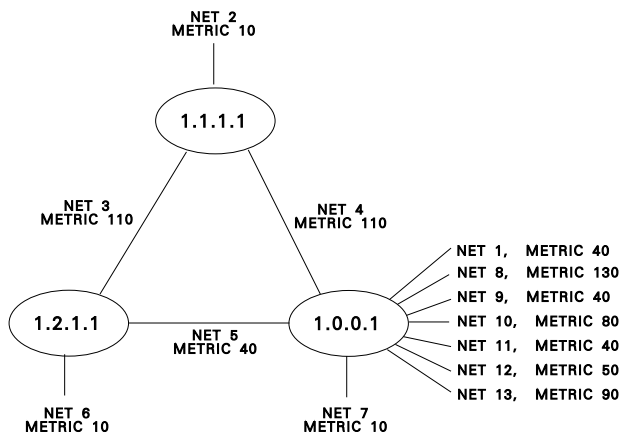 NET 2
METRIC 10
1.1.1.1
NET 3
METRIC 110
NET 4
METRIC 110
NET 1, METRIC 40
NET 8, METRIC 130
NET 9, METRIC 40
NET 10, METRIC 80
NET 11, METRIC 40
NET 12, METRIC 50
NET 13, METRIC 90
1.2.1.1
NET 5
METRIC 40
1.0.0.1
NET 6
METRIC 10
NET 7
METRIC 10